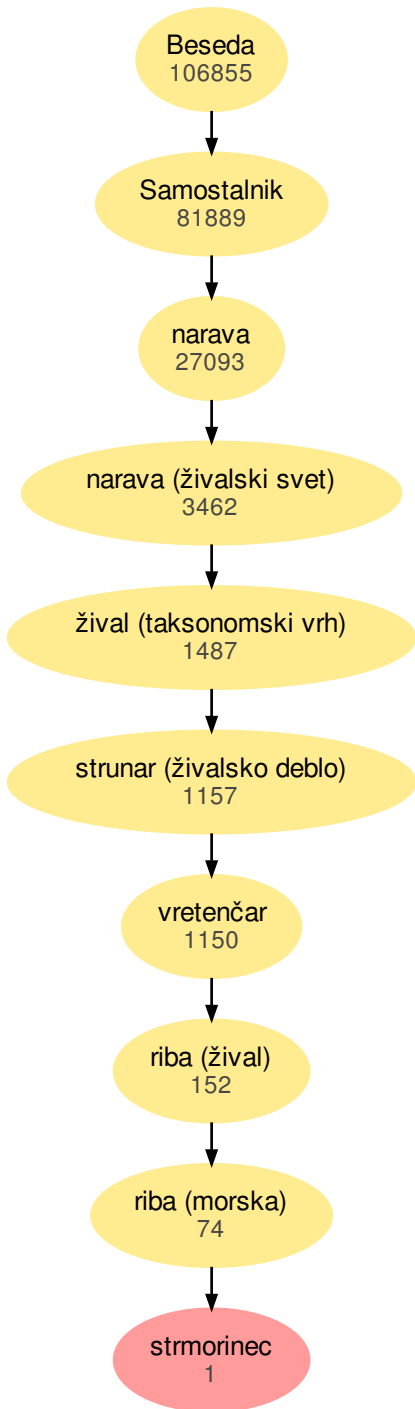 Beseda
106855
Samostalnik
81889
narava
27093
narava (živalski svet)
3462
žival (taksonomski vrh)
1487
strunar (živalsko deblo)
1157
vretenčar
1150
riba (žival)
152
riba (morska)
74
strmorinec
1